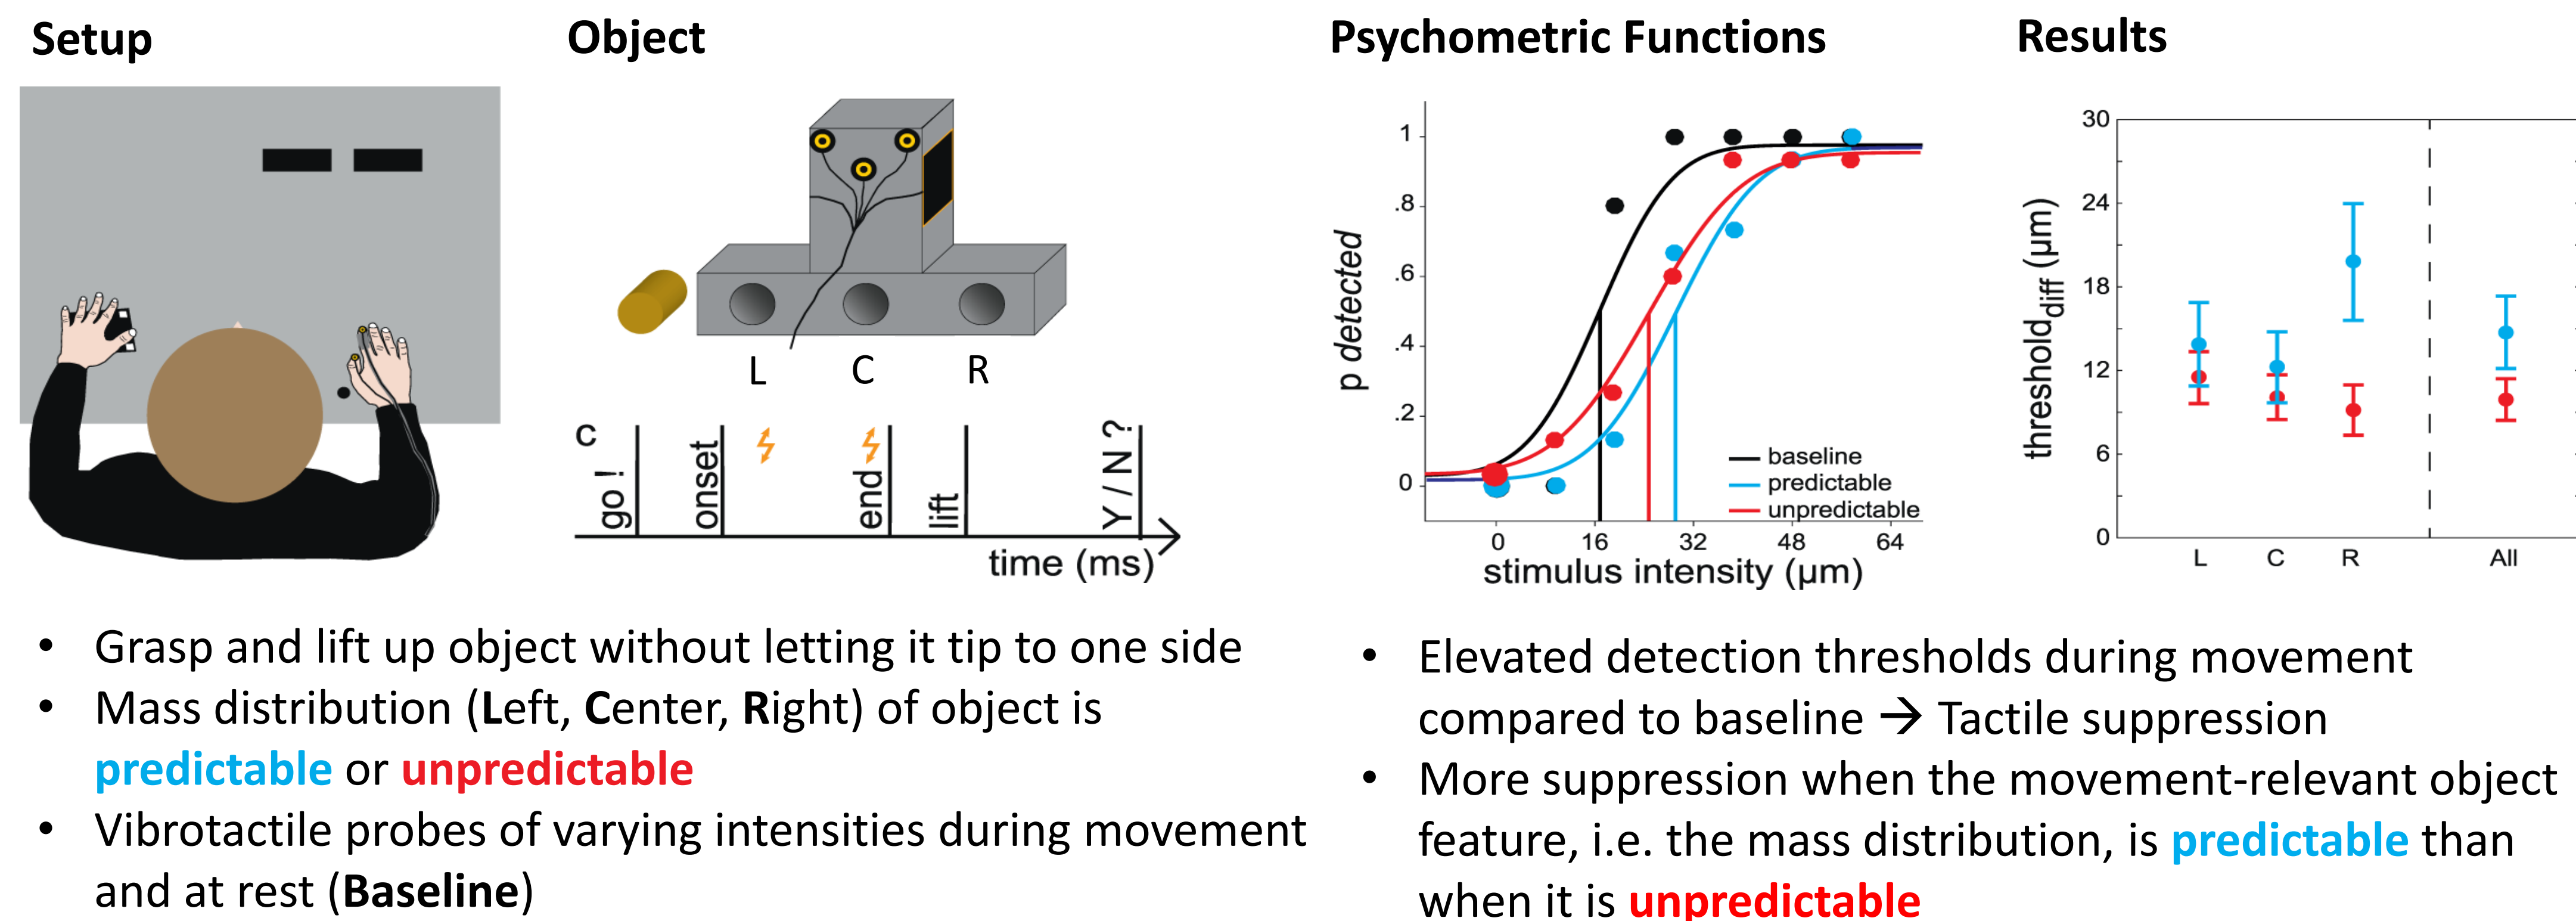 Setup
Object
L
C
R
C
go !
onset
end
lift
Y / N ?
time (ms)
• Grasp and lift up object without letting it tip to one side
• Mass distribution (Left, Center, Right) of object is
predictable or unpredictable
• Vibrotactile probes of varying intensities during movement
and at rest (Baseline)
Psychometric Functions
p detected
1
.8
.6
.4
.2
0
baseline
predictable
unpredictable
0 16 32 48 64
stimulus intensity (μm)
Results
threshold_diff (μm)
30
24
18
12
6
0
L C R All
• Elevated detection thresholds during movement
compared to baseline → Tactile suppression
• More suppression when the movement-relevant object
feature, i.e. the mass distribution, is predictable than
when it is unpredictable